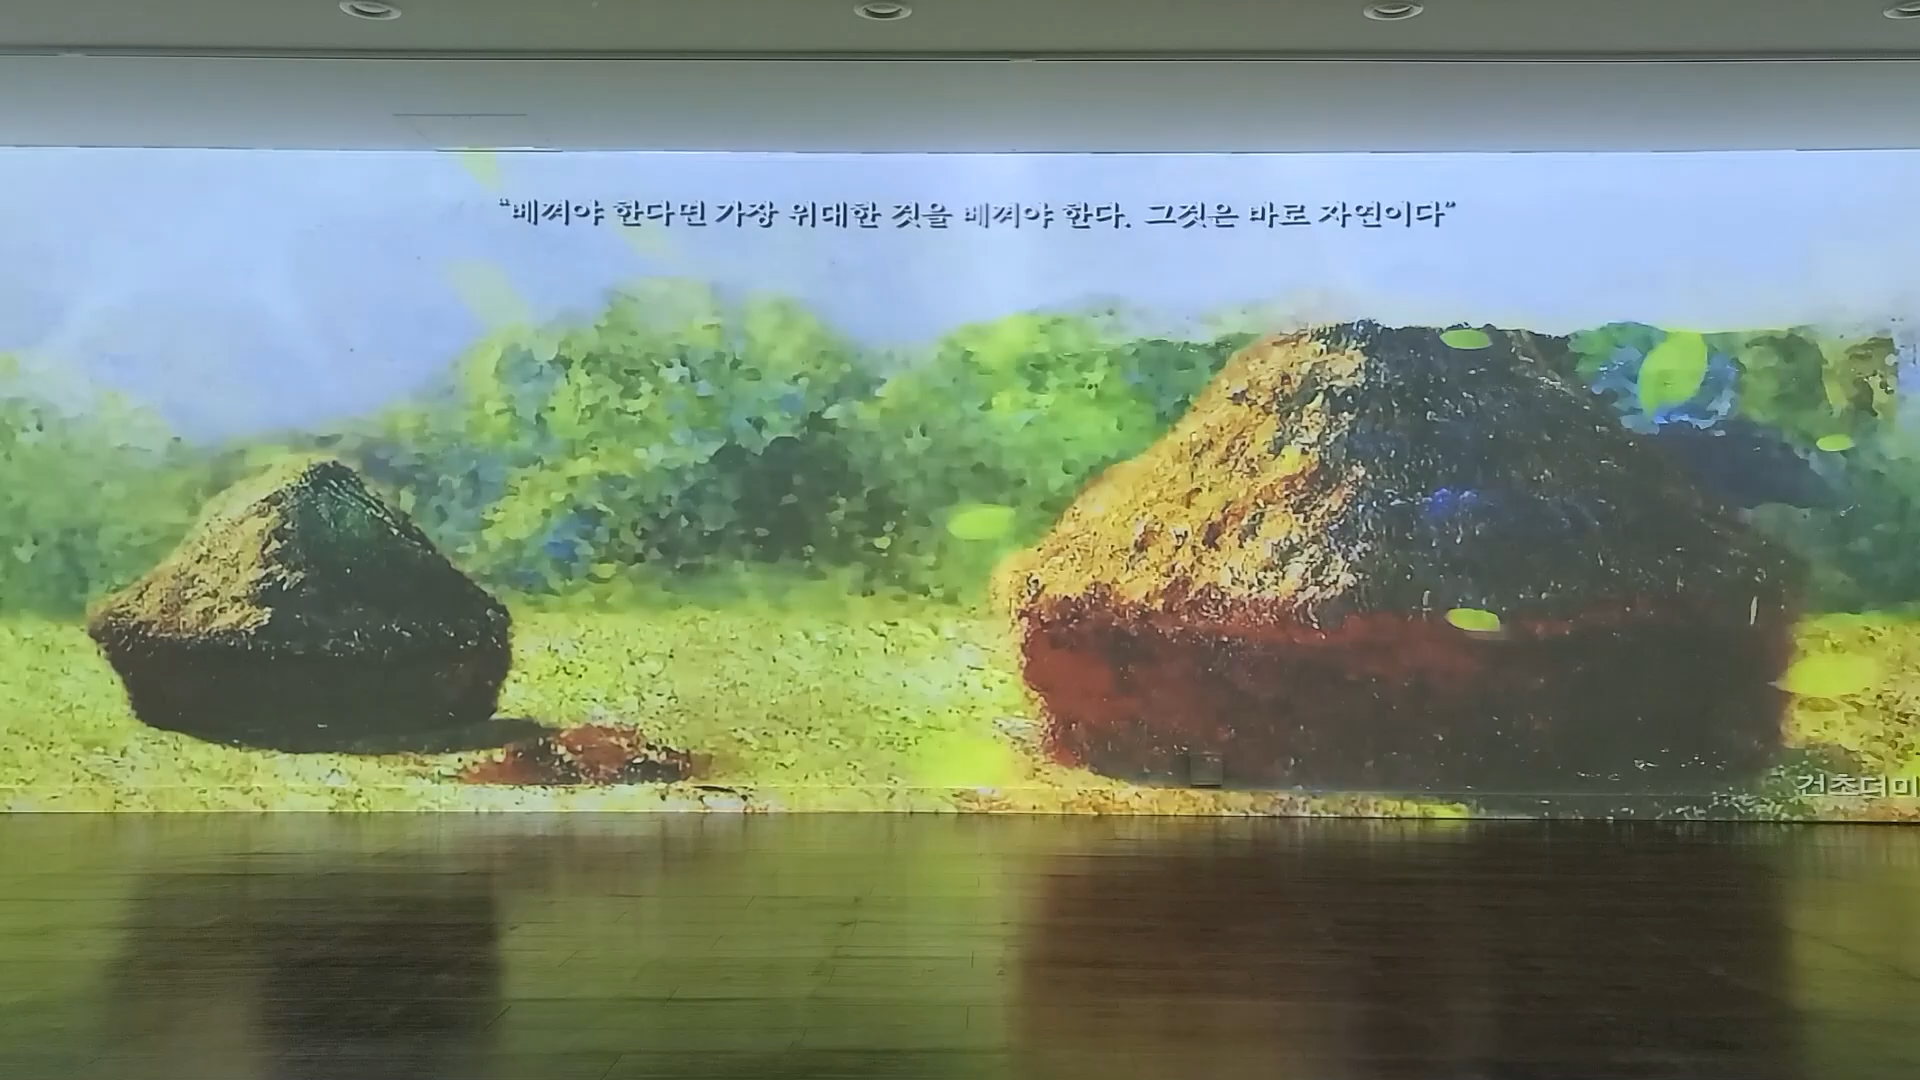 “베껴야 한다면 가장 위대한 것을 베껴야 한다. 그것은 바로 자연이다”
건초더미